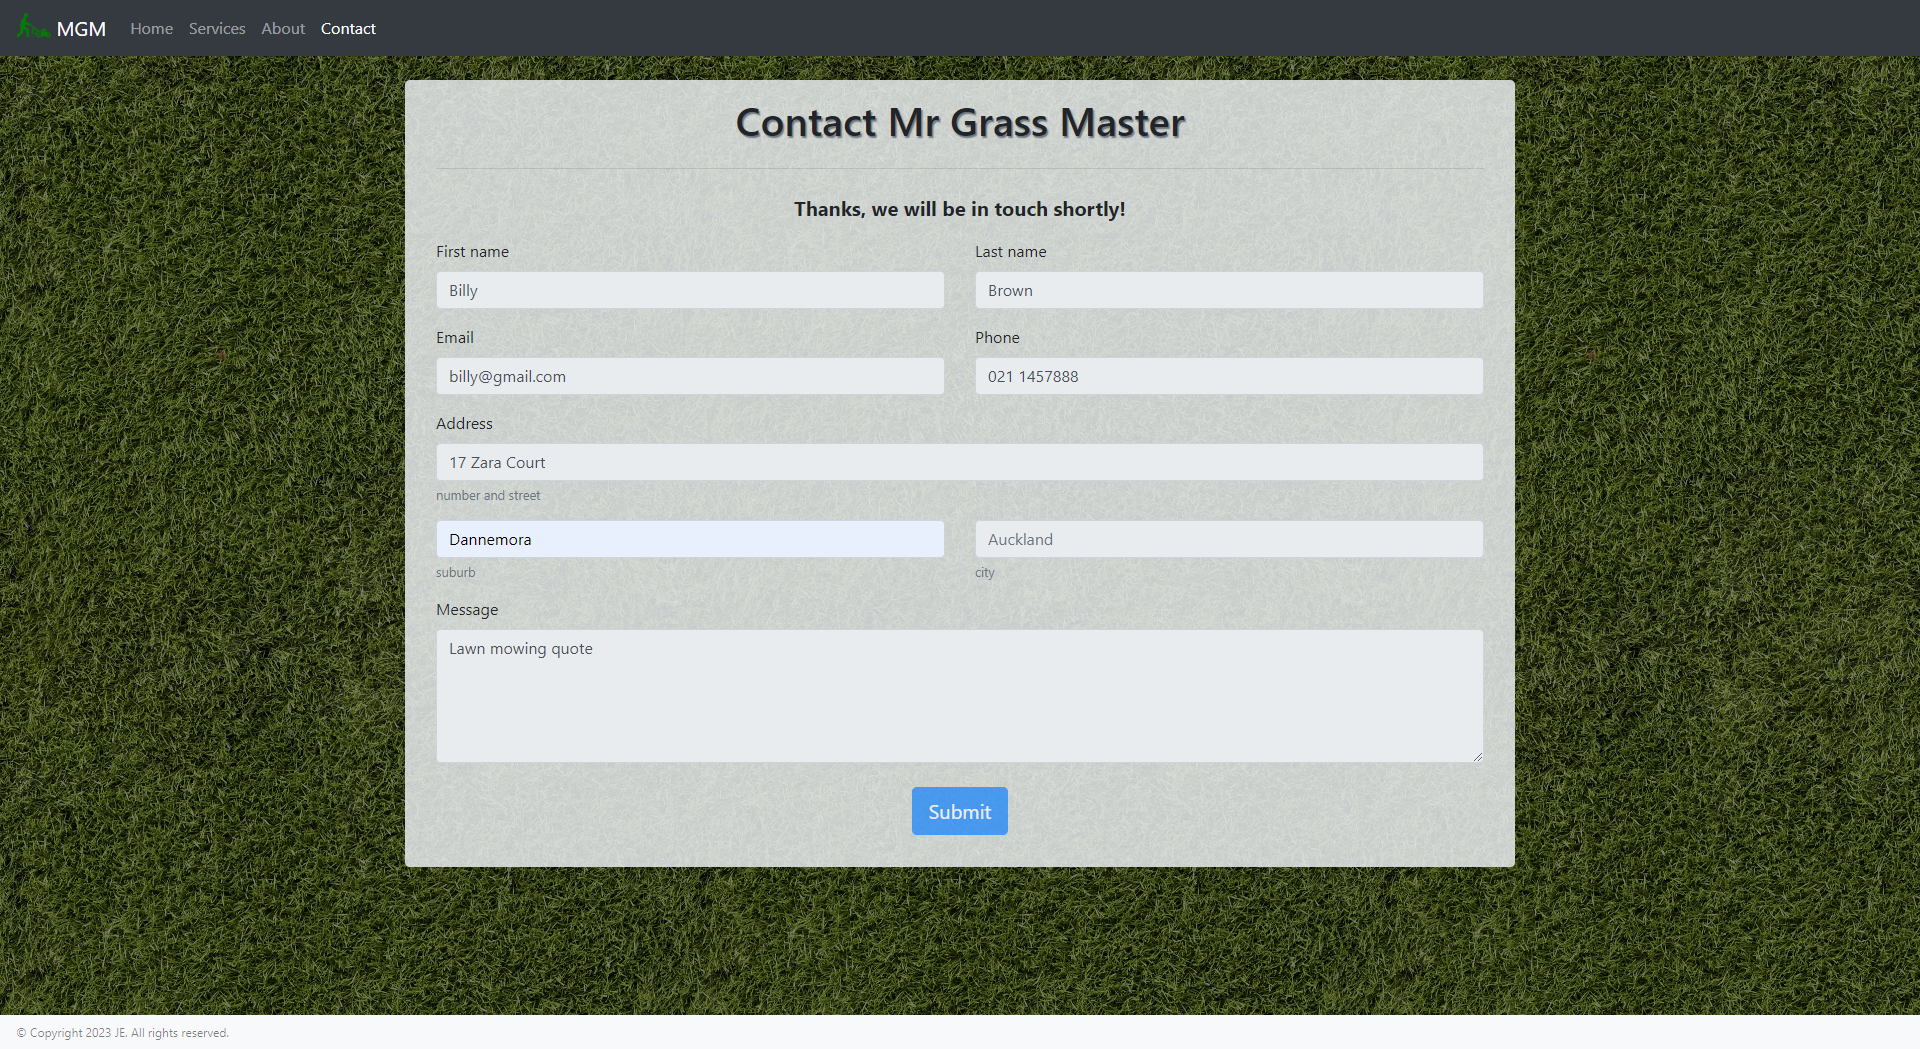 MGM Home Services About Contact
Contact Mr Grass Master
Thanks, we will be in touch shortly!
First name Last name
Billy Brown
Email Phone
billy@gmail.com 021 1457888
Address
17 Zara Court
number and street
Dannemora Auckland
suburb city
Message
Lawn mowing quote
Submit
© Copyright 2023 JE. All rights reserved.